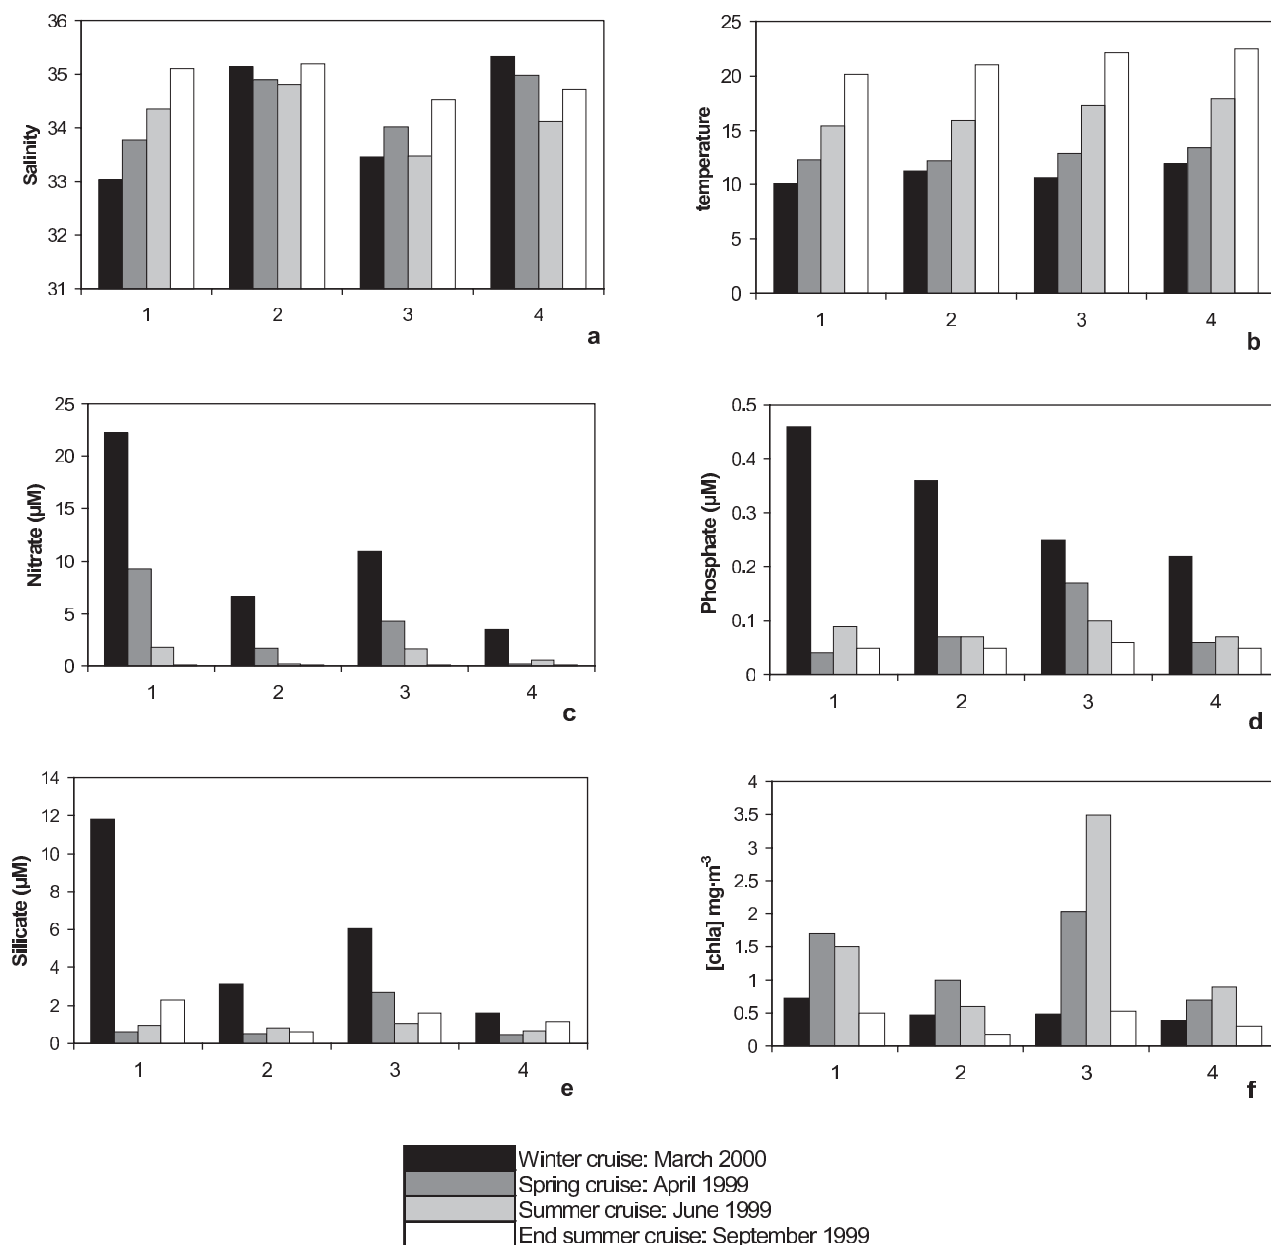 36
35
34
33
32
31
Salinity
1 2 3 4
a
25
20
15
10
5
0
temperature
1 2 3 4
b
25
20
15
10
5
0
Nitrate (µM)
1 2 3 4
c
0.5
0.4
0.3
0.2
0.1
0
Phosphate (µM)
1 2 3 4
d
14
12
10
8
6
4
2
0
Sillicate (µM)
1 2 3 4
e
4
3.5
3
2.5
2
1.5
1
0.5
0
[chla] mg·m⁻³
1 2 3 4
f
Winter cruise: March 2000
Spring cruise: April 1999
Summer cruise: June 1999
End summer cruise: September 1999